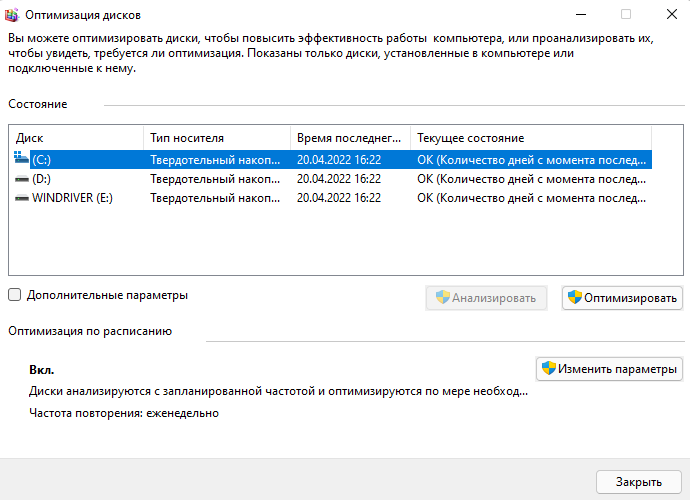 Оптимизация дисков
Вы можете оптимизировать диски, чтобы повысить эффективность работы компьютера, или проанализировать их,
чтобы увидеть, требуется ли оптимизация. Показаны только диски, установленные в компьютере или
подключенные к нему.
Состояние
Диск Тип носителя Время последнег... Текущее состояние
(C:) Твердотельный накоп... 20.04.2022 16:22 ОК (Количество дней с момента послед...
(D:) Твердотельный накоп... 20.04.2022 16:22 ОК (Количество дней с момента послед...
WINDRIVER (E:) Твердотельный накоп... 20.04.2022 16:22 ОК (Количество дней с момента послед...
Дополнительные параметры Анализировать Оптимизировать
Оптимизация по расписанию
Вкл. Изменить параметры
Диски анализируются с запланированной частотой и оптимизируются по мере необход...
Частота повторения: еженедельно
Закрыть